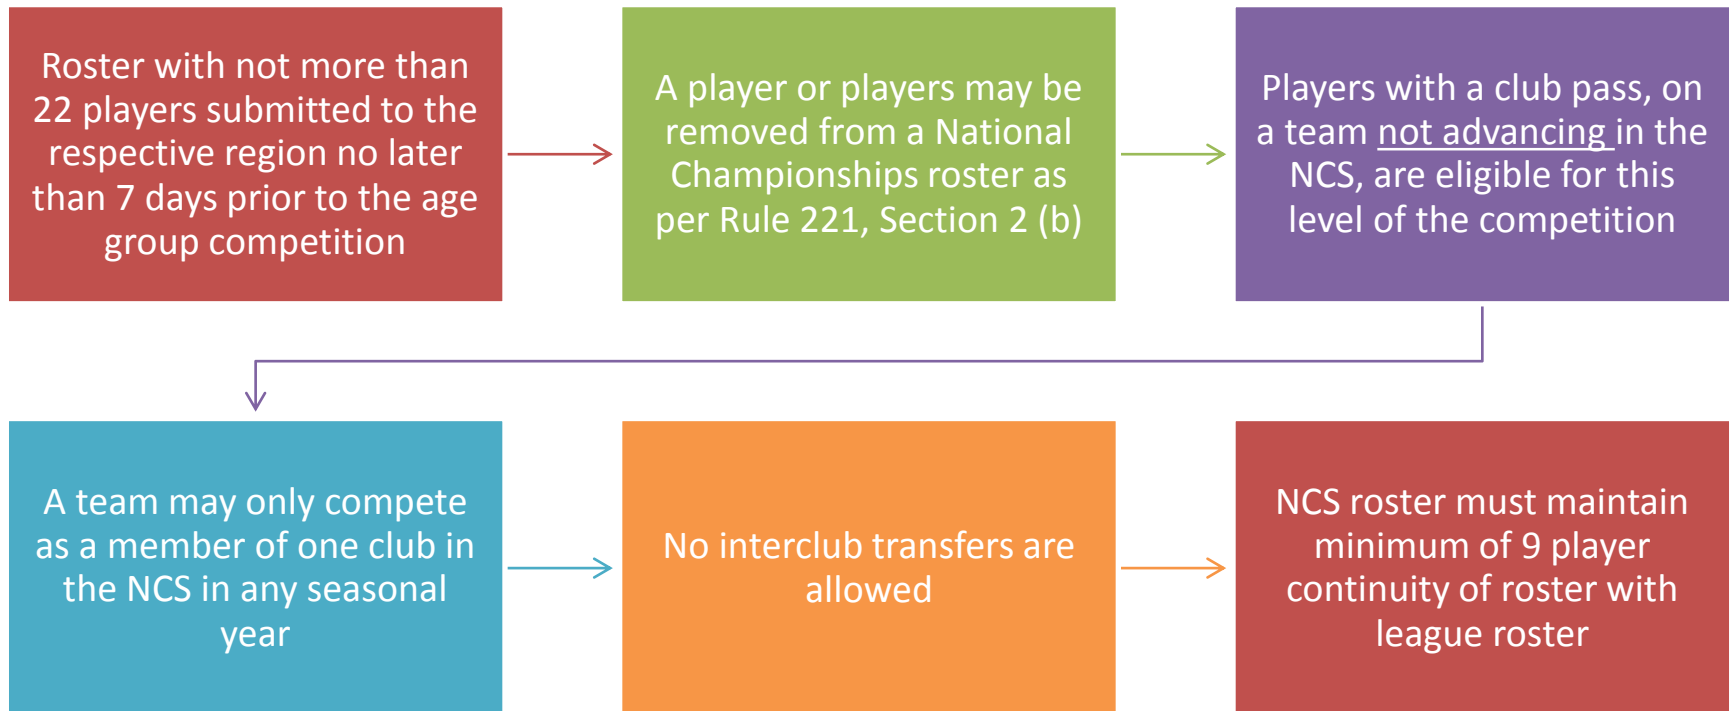 Roster with not more than
22 players submitted to the
respective region no later
than 7 days prior to the age
group competition
A player or players may be
removed from a National
Championships roster as
per Rule 221, Section 2 (b)
Players with a club pass, on
a team not advancing in the
NCS, are eligible for this
level of the competition
A team may only compete
as a member of one club in
the NCS in any seasonal
year
No interclub transfers are
allowed
NCS roster must maintain
minimum of 9 player
continuity of roster with
league roster